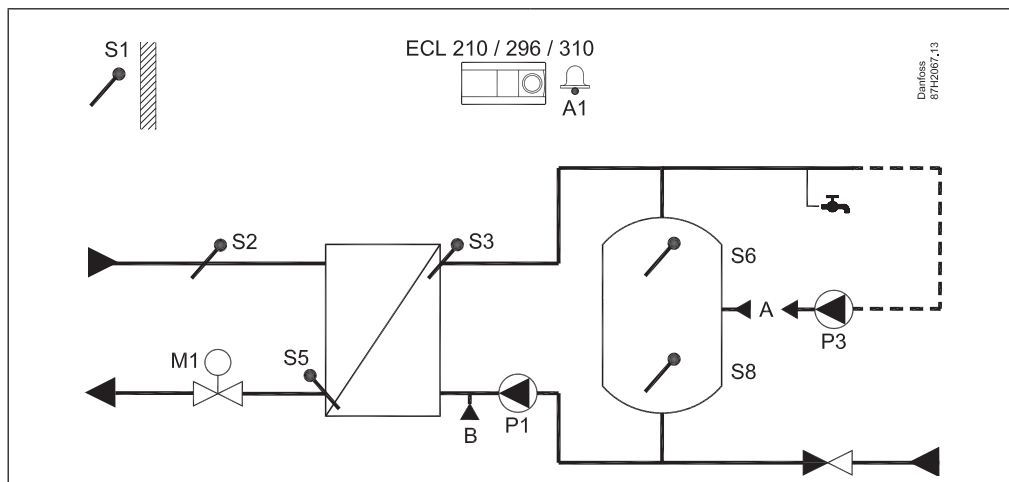 S1
ECL 210 / 296 / 310
A1
Danfoss
87H2067.13
S2
S3
S6
A
P3
M1
S5
S8
B
P1